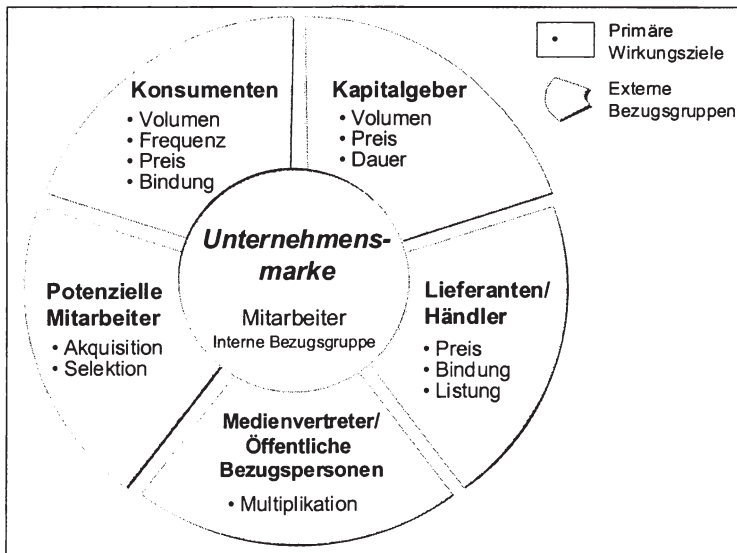 Primäre
Wirkungsziele
Externe
Bezugsgruppen
Konsumenten
• Volumen
• Frequenz
• Preis
• Bindung
Kapitalgeber
• Volumen
• Preis
• Dauer
Unternehmens-
marke
Mitarbeiter
Interne Bezugsgruppe
Potenzielle
Mitarbeiter
• Akquisition
• Selektion
Lieferanten/
Händler
• Preis
• Bindung
• Listung
Medienvertreter/
Öffentliche
Bezugspersonen
• Multiplikation